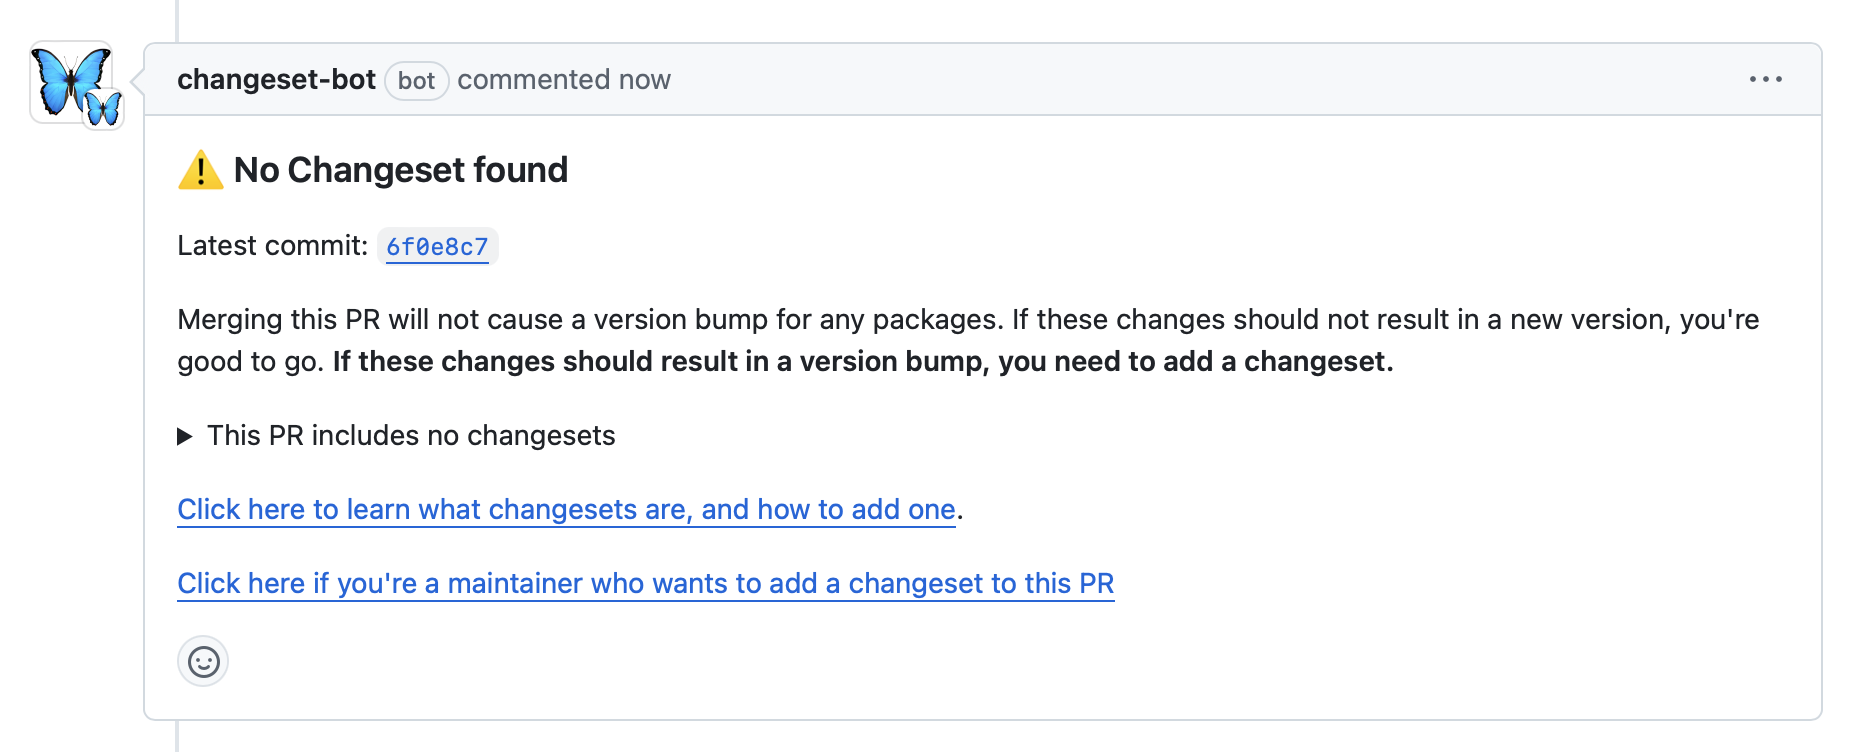 changeset-bot bot commented now
⚠️ No Changeset found
Latest commit: 6f0e8c7
Merging this PR will not cause a version bump for any packages. If these changes should not result in a new version, you're
good to go. If these changes should result in a version bump, you need to add a changeset.
This PR includes no changesets
Click here to learn what changesets are, and how to add one.
Click here if you're a maintainer who wants to add a changeset to this PR